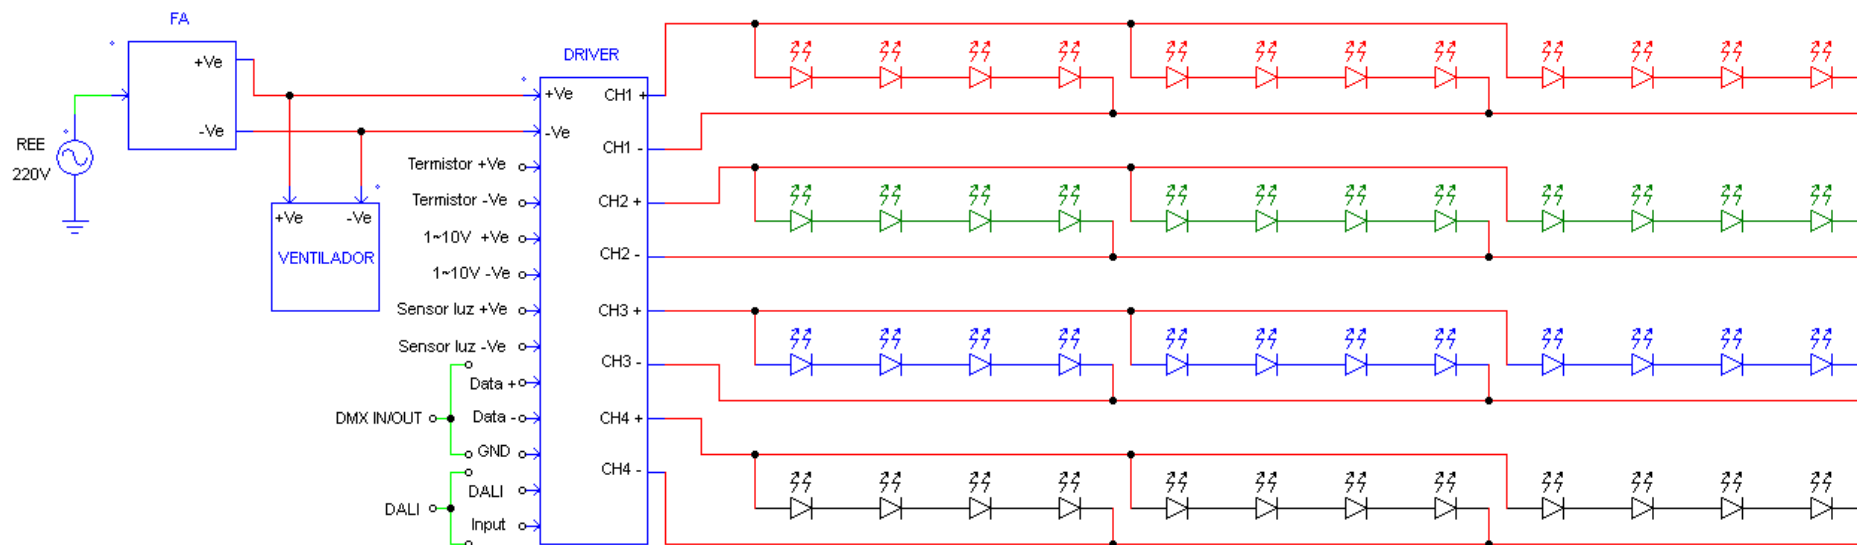 FA
+Ve
-Ve
REE
220V
+Ve
-Ve
VENTILADOR
DRIVER
+Ve
-Ve
Termistor +Ve
Termistor -Ve
1~10V +Ve
1~10V -Ve
Sensor luz +Ve
Sensor luz -Ve
Data +
DMX IN/OUT
Data -
GND
DALI
DALI
Input
CH1 +
CH1 -
CH2 +
CH2 -
CH3 +
CH3 -
CH4 +
CH4 -